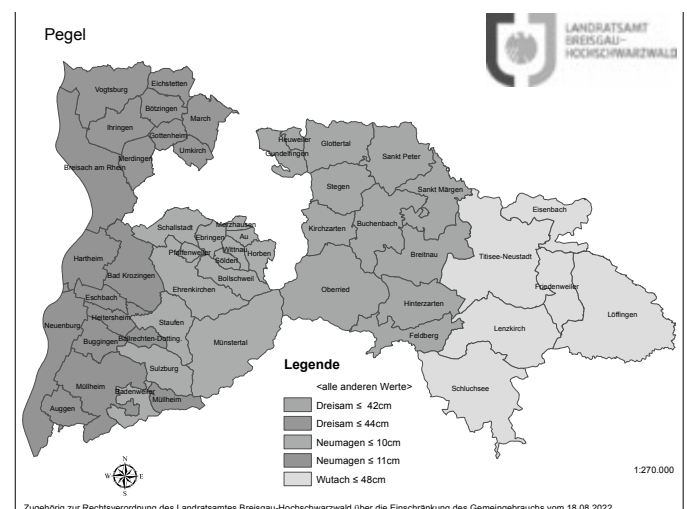 Pegel
LANDRATSAMT
BREISGAU-
HOCHSCHWARZWALD
Vogtsburg
Eichstetten
Bötzingen
March
Ihringen
Gottenheim
Umkirch
Merdingen
Breisach am Rhein
Heuweiler
Gundelfingen
Glottertal
Sankt Peter
Stegen
Sankt Märgen
Kirchzarten
Buchenbach
Breitnau
Oberried
Hinterzarten
Feldberg
Eisenbach
Titisee-Neustadt
Friedenweiler
Löffingen
Lenzkirch
Schluchsee
Schallstadt
Merzhausen
Ebringen
Au
Pfaffenweiler
Wittnau
Horben
Sölden
Bollschweil
Ehrenkirchen
Hartheim
Bad Krozingen
Eschbach
Heitersheim
Staufen
Neuenburg
Buggingen
Ballrechten-Dotting.
Münstertal
Sulzburg
Müllheim
Badenweiler
Müllheim
Auggen
Legende
<alle anderen Werte>
Dreisam ≤ 42cm
Dreisam ≤ 44cm
Neumagen ≤ 10cm
Neumagen ≤ 11cm
Wutach ≤ 48cm
N
W E
S
1:270.000
Zugehörig zur Rechtsverordnung des Landratsamtes Breisgau-Hochschwarzwald über die Einschränkung des Gemeingebrauchs vom 18.08.2022